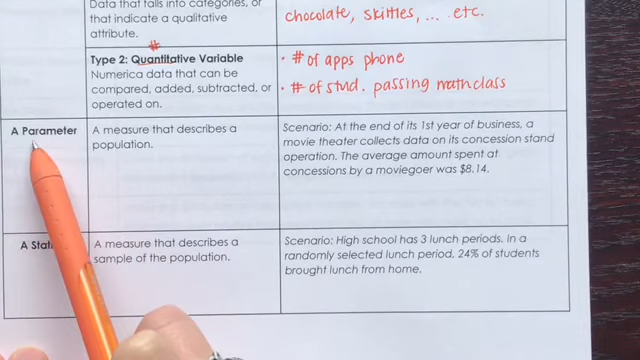 Data that falls into categories, or
that indicate a qualitative
attribute.
chocolate, skittles, ... etc.
#
Type 2: Quantitative Variable
Numerica data that can be
compared, added, subtracted, or
operated on.
• # of apps phone
• # of stud. passing math class
A Parameter
A measure that describes a
population.
Scenario: At the end of its 1st year of business, a
movie theater collects data on its concession stand
operation. The average amount spent at
concessions by a moviegoer was $8.14.
A Stati
A measure that describes a
sample of the population.
Scenario: High school has 3 lunch periods. In a
randomly selected lunch period, 24% of students
brought lunch from home.